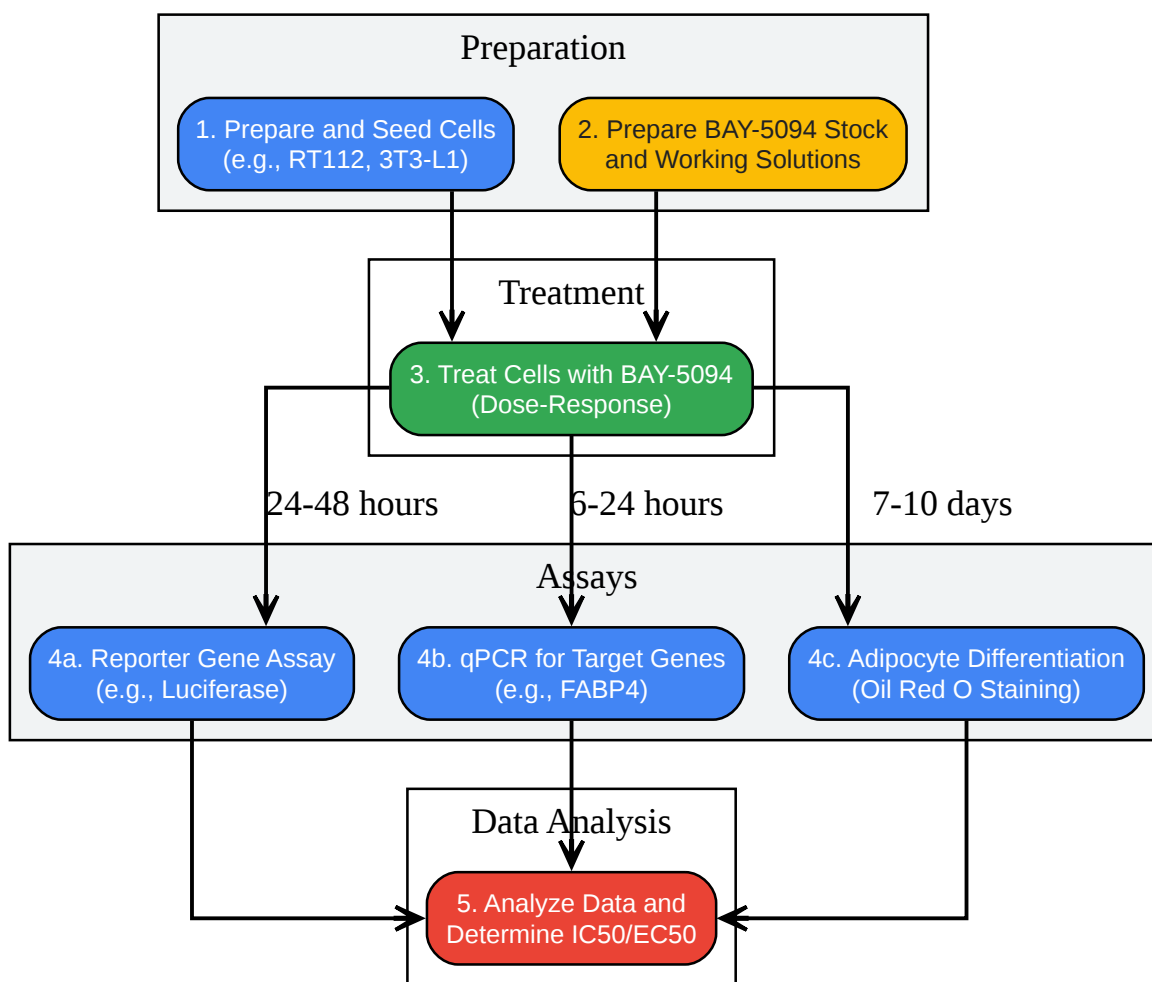 Preparation
1. Prepare and Seed Cells
(e.g., RT112, 3T3-L1)
2. Prepare BAY-5094 Stock
and Working Solutions
Treatment
3. Treat Cells with BAY-5094
(Dose-Response)
24-48 hours
6-24 hours
7-10 days
Assays
4a. Reporter Gene Assay
(e.g., Luciferase)
4b. qPCR for Target Genes
(e.g., FABP4)
4c. Adipocyte Differentiation
(Oil Red O Staining)
Data Analysis
5. Analyze Data and
Determine IC50/EC50